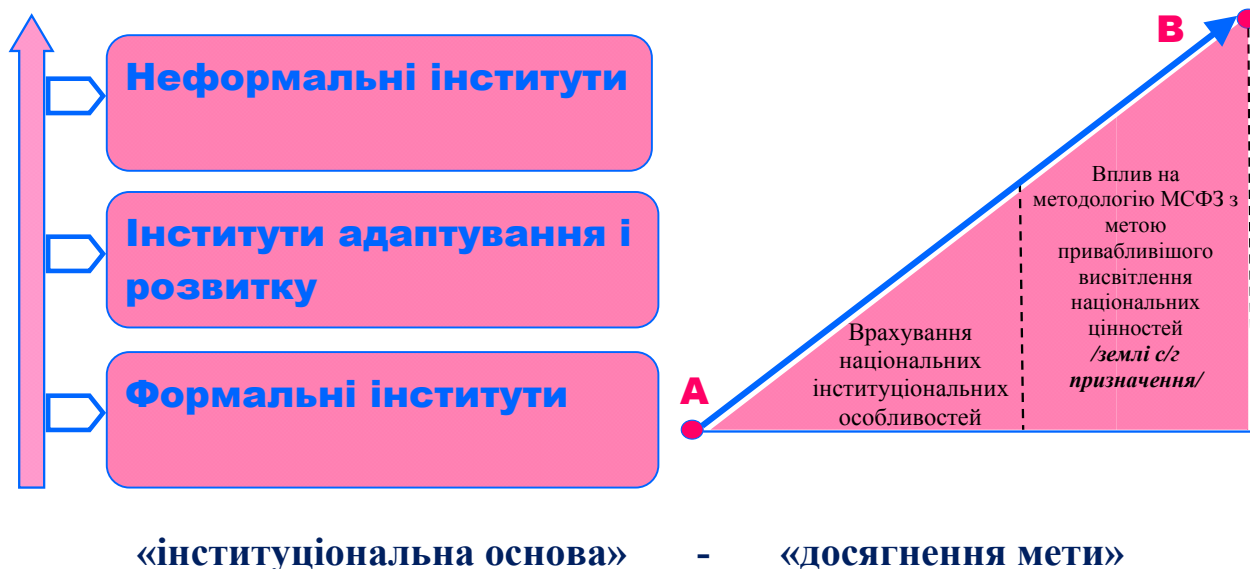 Неформальні інститути
Інститути адаптування і
розвитку
Формальні інститути
B
Вплив на
методологію МСФЗ з
метою
привабливішого
висвітлення
національних
цінностей
/землі с/г
призначення/
Врахування
національних
інституціональних
особливостей
A
«інституціональна основа» - «досягнення мети»